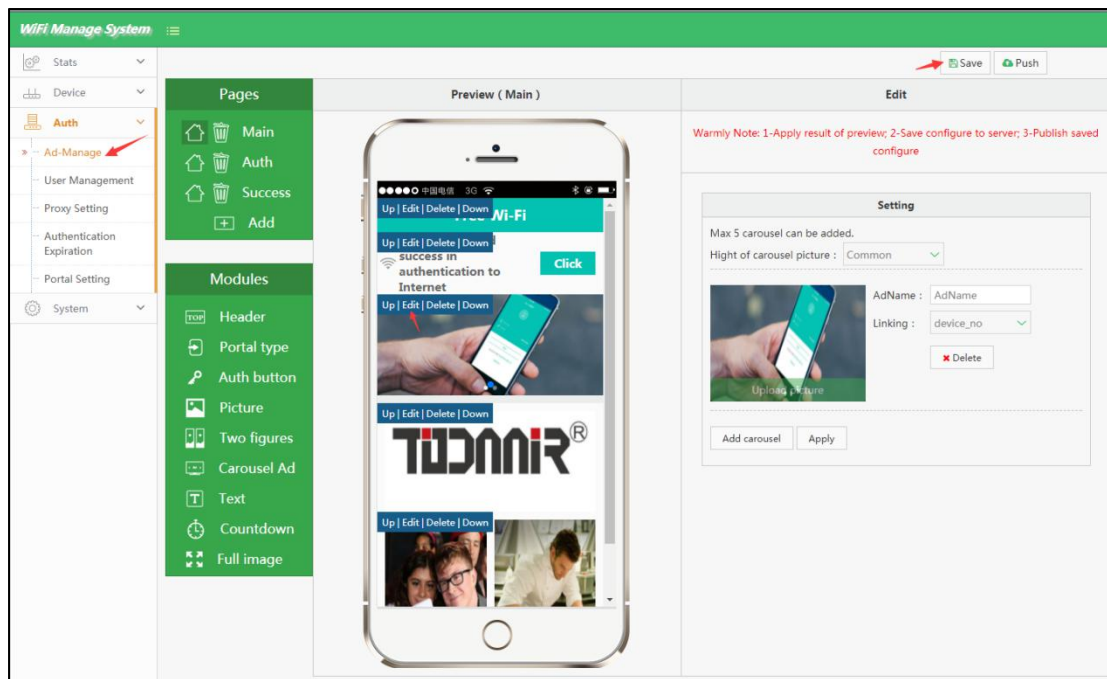 WiFi Manage System
Save
Push
Stats
Device
Auth
Ad-Manage
User Management
Proxy Setting
Authentication
Expiration
Portal Setting
System
Pages
Main
Auth
Success
Add
Modules
Header
Portal type
Auth button
Picture
Two figures
Carousel Ad
Text
Countdown
Full image
Preview ( Main )
中国电信 3G
Up | Edit | Delete | Down
Wi-Fi
Up | Edit | Delete | Down
success in
authentication to
Internet
Click
Up | Edit | Delete | Down
Up | Edit | Delete | Down
®
Up | Edit | Delete | Down
Edit
Warmly Note: 1-Apply result of preview; 2-Save configure to server; 3-Publish saved
configure
Setting
Max 5 carousel can be added.
Hight of carousel picture : Common
AdName : AdName
Linking : device_no
Delete
Upload picture
Add carousel
Apply